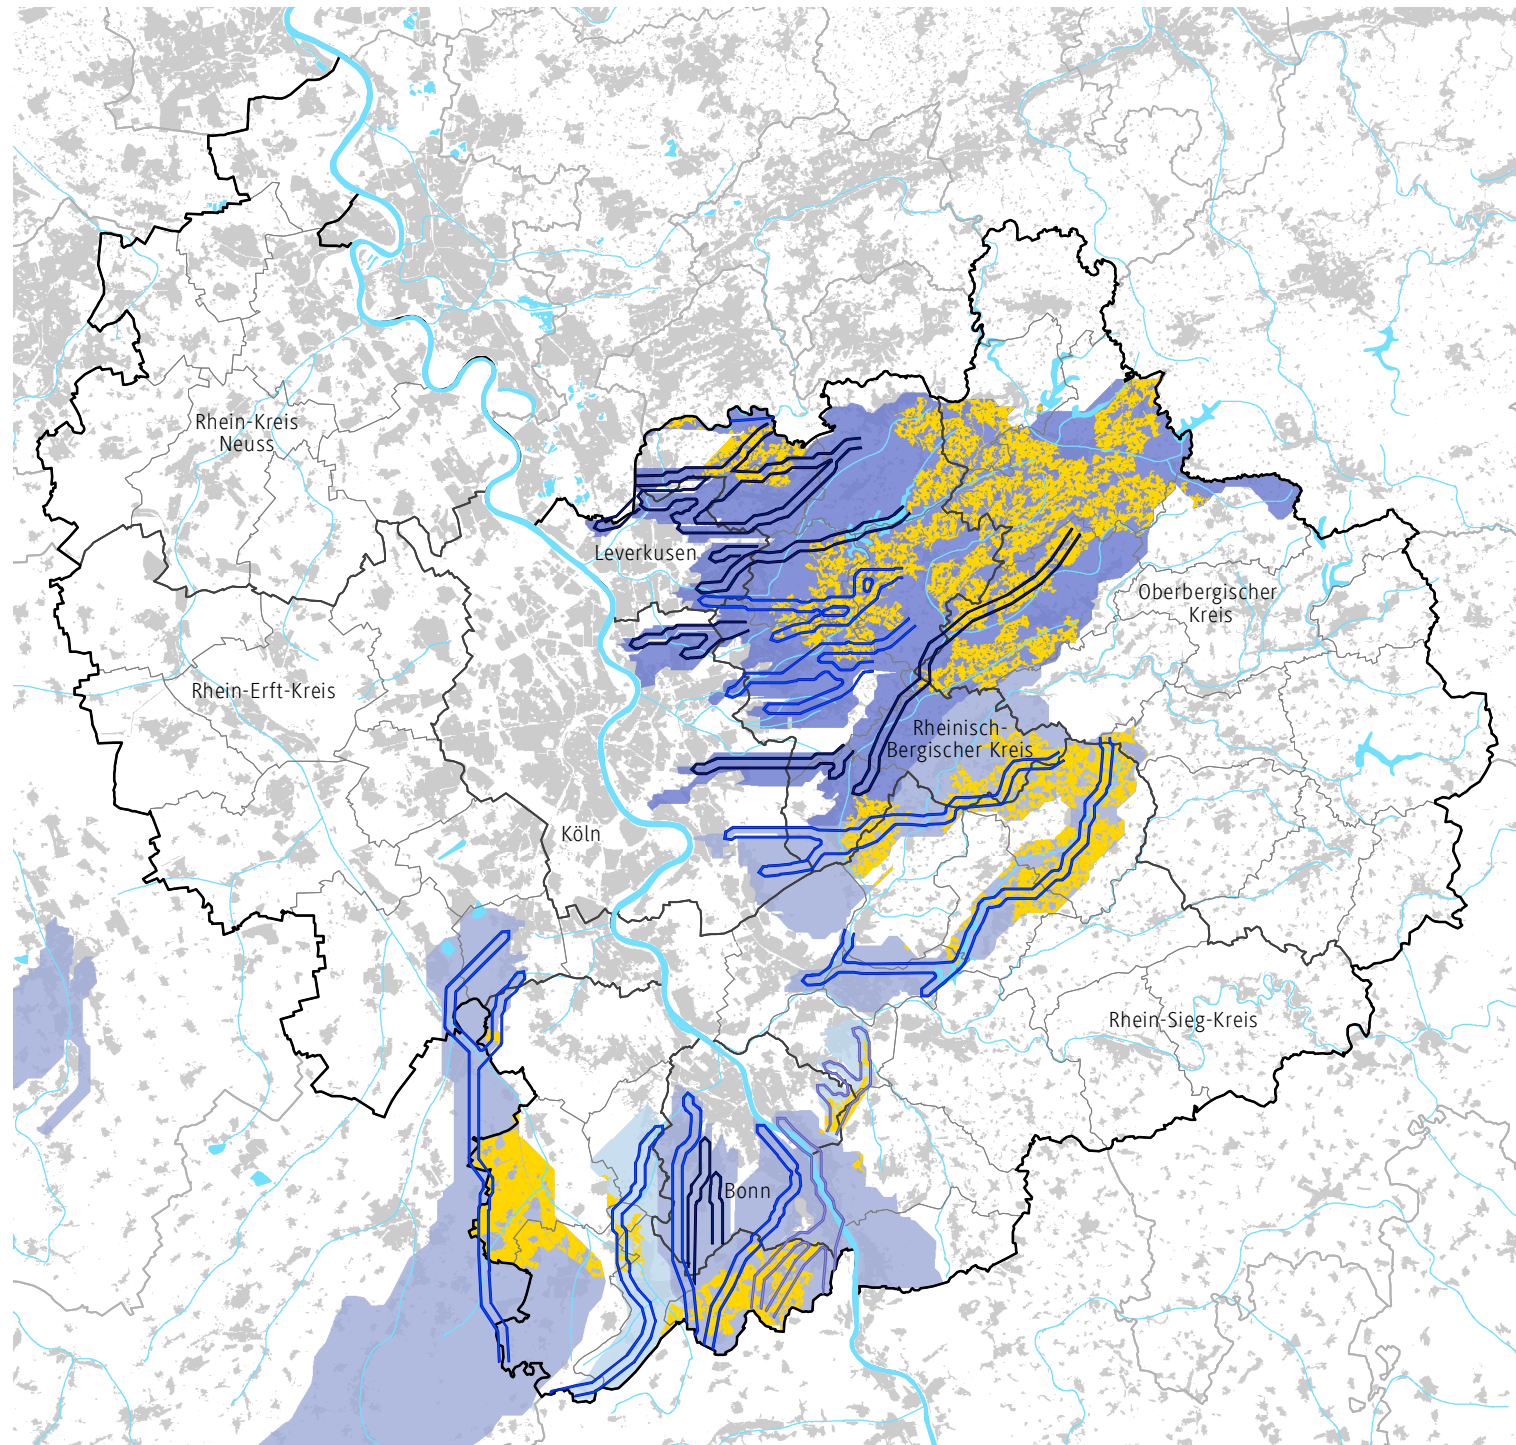 Rhein-Kreis
Neuss
Leverkusen
Oberbergischer
Kreis
Rhein-Erft-Kreis
Rheinisch-
Bergischer Kreis
Köln
Rhein-Sieg-Kreis
Bonn